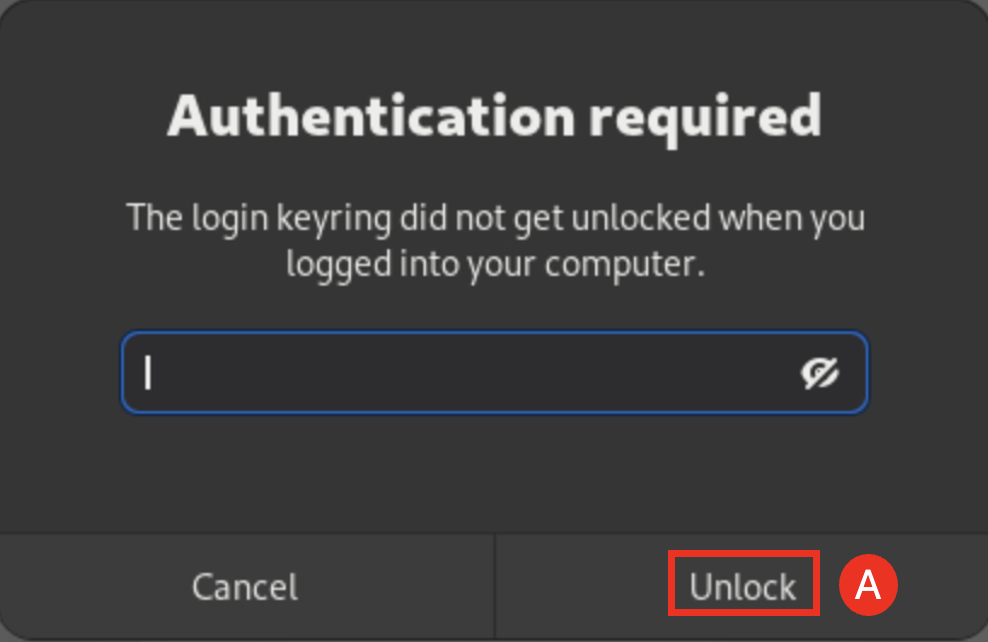 Authentication required
The login keyring did not get unlocked when you
logged into your computer.
Cancel
Unlock
A